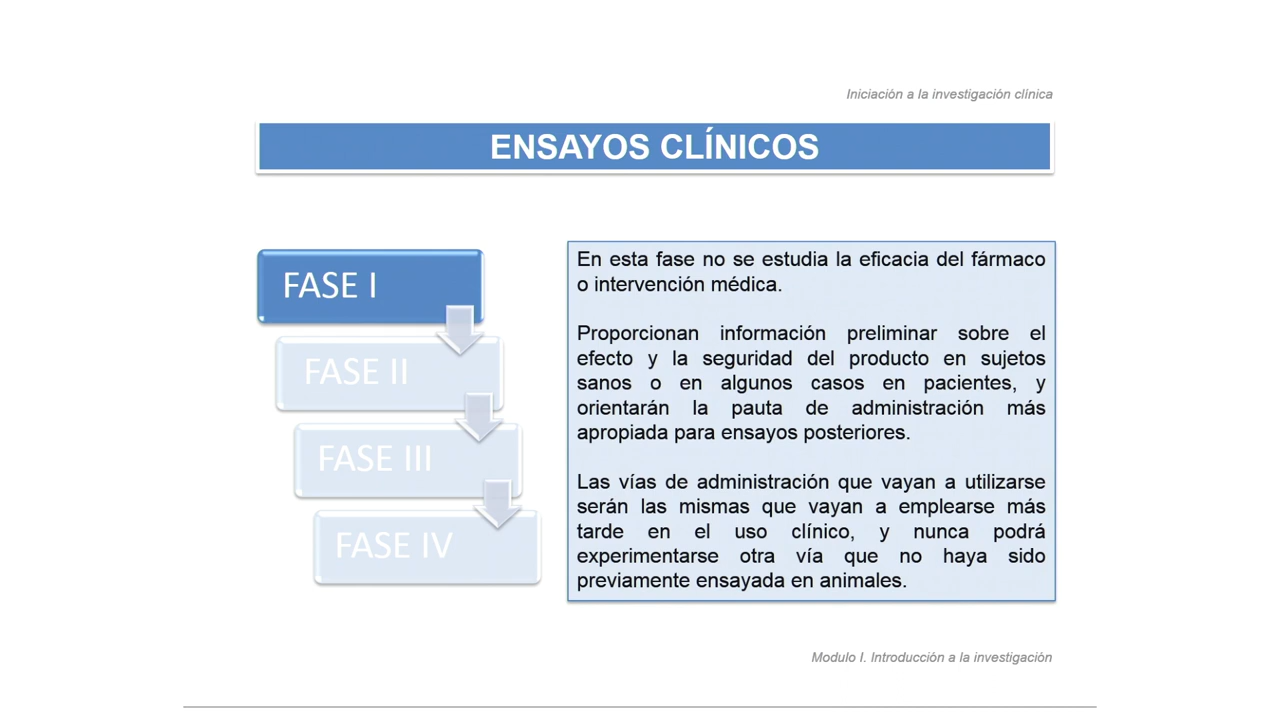 Iniciación a la investigación clínica
ENSAYOS CLÍNICOS
FASE I
FASE II
FASE III
FASE IV
En esta fase no se estudia la eficacia del fármaco
o intervención médica.
Proporcionan información preliminar sobre el
efecto y la seguridad del producto en sujetos
sanos o en algunos casos en pacientes, y
orientarán la pauta de administración más
apropiada para ensayos posteriores.
Las vías de administración que vayan a utilizarse
serán las mismas que vayan a emplearse más
tarde en el uso clínico, y nunca podrá
experimentarse otra vía que no haya sido
previamente ensayada en animales.
Modulo I. Introducción a la investigación